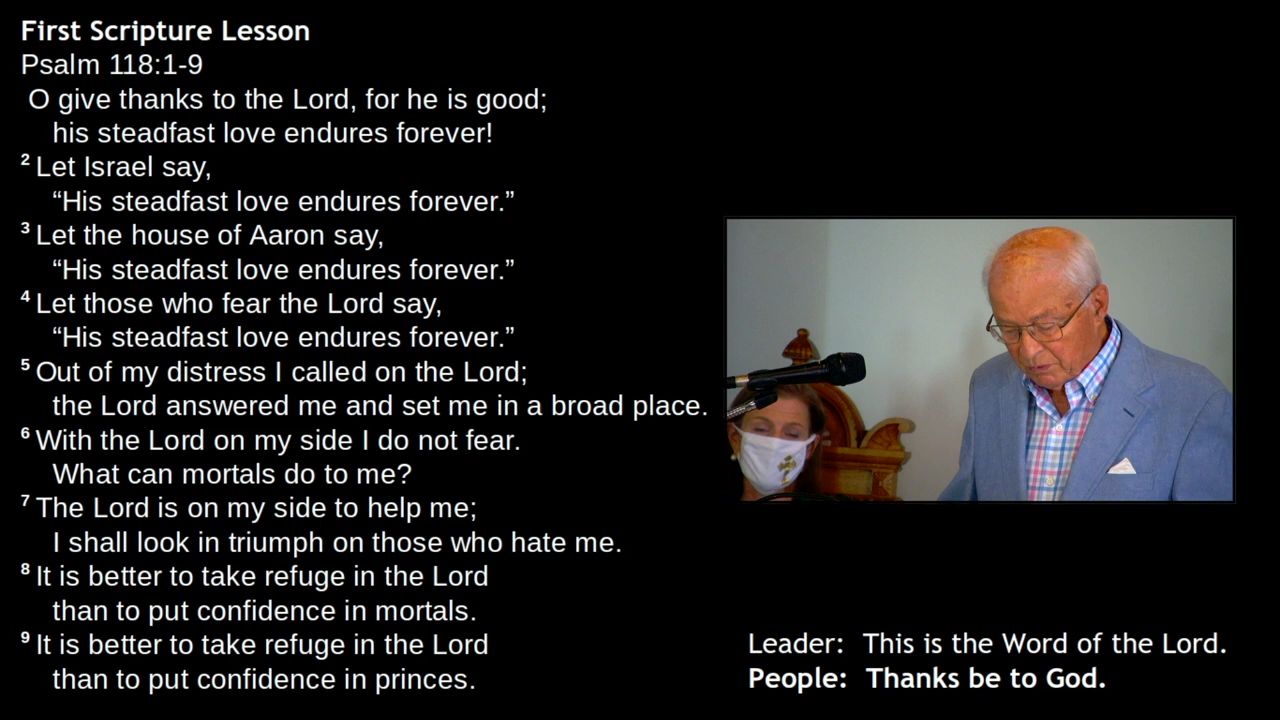 First Scripture Lesson
Psalm 118:1-9
O give thanks to the Lord, for he is good;
his steadfast love endures forever!
2 Let Israel say,
“His steadfast love endures forever.”
3 Let the house of Aaron say,
“His steadfast love endures forever.”
4 Let those who fear the Lord say,
“His steadfast love endures forever.”
5 Out of my distress I called on the Lord;
the Lord answered me and set me in a broad place.
6 With the Lord on my side I do not fear.
What can mortals do to me?
7 The Lord is on my side to help me;
I shall look in triumph on those who hate me.
8 It is better to take refuge in the Lord
than to put confidence in mortals.
9 It is better to take refuge in the Lord
than to put confidence in princes.
Leader: This is the Word of the Lord.
People: Thanks be to God.